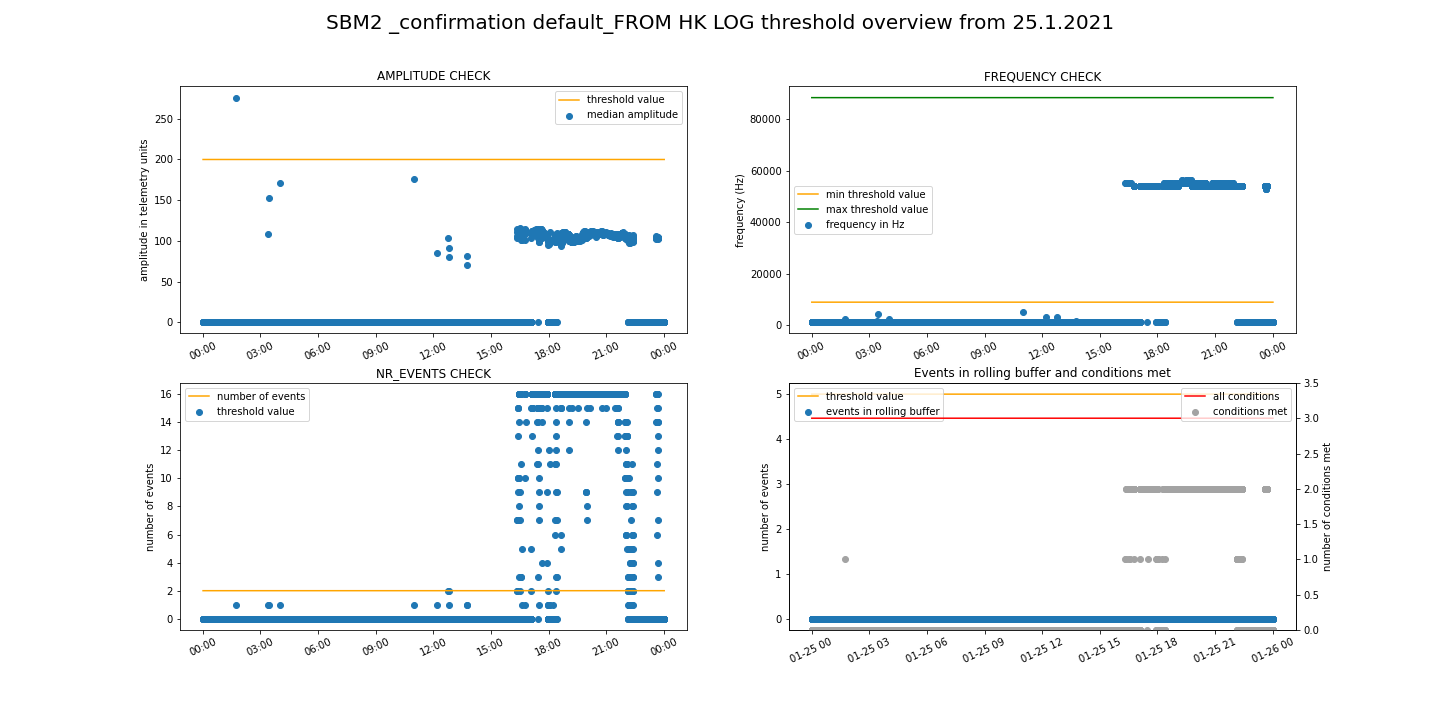 SBM2 _confirmation default_FROM HK LOG threshold overview from 25.1.2021
AMPLITUDE CHECK
amplitude in telemetry units
250
200
150
100
50
0
threshold value
median amplitude
00:00 03:00 06:00 09:00 12:00 15:00 18:00 21:00 00:00
FREQUENCY CHECK
frequency (Hz)
80000
60000
40000
20000
0
min threshold value
max threshold value
frequency in Hz
00:00 03:00 06:00 09:00 12:00 15:00 18:00 21:00 00:00
NR_EVENTS CHECK
number of events
16
14
12
10
8
6
4
2
0
number of events
threshold value
00:00 03:00 06:00 09:00 12:00 15:00 18:00 21:00 00:00
Events in rolling buffer and conditions met
number of events
5
4
3
2
1
0
threshold value
events in rolling buffer
all conditions
conditions met
3.5
3.0
2.5
2.0
1.5
1.0
0.5
0.0
number of conditions met
01-25 00 01-25 03 01-25 06 01-25 09 01-25 12 01-25 15 01-25 18 01-25 21 01-26 00